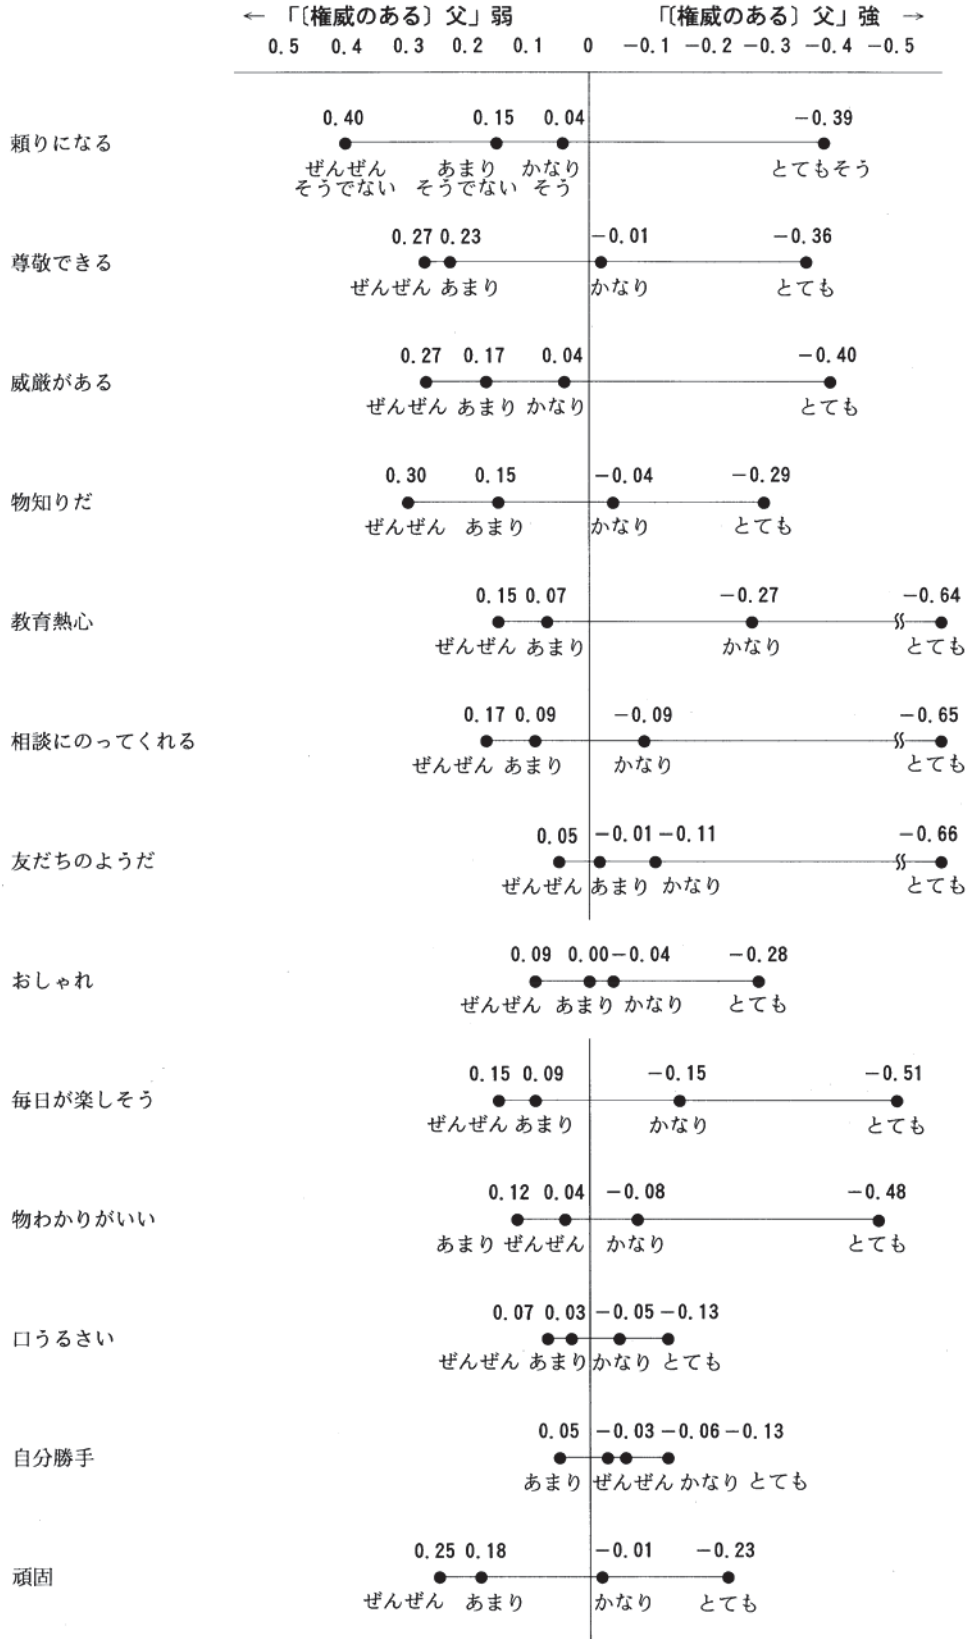 ← 「〔権威のある〕父」弱 「〔権威のある〕父」強 →
0.5 0.4 0.3 0.2 0.1 0 −0.1 −0.2 −0.3 −0.4 −0.5
0.40 0.15 0.04 −0.39
頼りになる
ぜんぜん あまり かなり とてもそう
そうでない そうでない そう
0.27 0.23 −0.01 −0.36
尊敬できる
ぜんぜん あまり かなり とても
0.27 0.17 0.04 −0.40
威厳がある
ぜんぜん あまり かなり とても
0.30 0.15 −0.04 −0.29
物知りだ
ぜんぜん あまり かなり とても
0.15 0.07 −0.27 −0.64
教育熱心
ぜんぜん あまり かなり とても
0.17 0.09 −0.09 −0.65
相談にのってくれる
ぜんぜん あまり かなり とても
0.05 −0.01 −0.11 −0.66
友だちのようだ
ぜんぜん あまり かなり とても
0.09 0.00 −0.04 −0.28
おしゃれ
ぜんぜん あまり かなり とても
0.15 0.09 −0.15 −0.51
毎日が楽しそう
ぜんぜん あまり かなり とても
0.12 0.04 −0.08 −0.48
物わかりがいい
あまり ぜんぜん かなり とても
0.07 0.03 −0.05 −0.13
口うるさい
ぜんぜん あまり かなり とても
0.05 −0.03 −0.06 −0.13
自分勝手
あまり ぜんぜん かなり とても
0.25 0.18 −0.01 −0.23
頑固
ぜんぜん あまり かなり とても